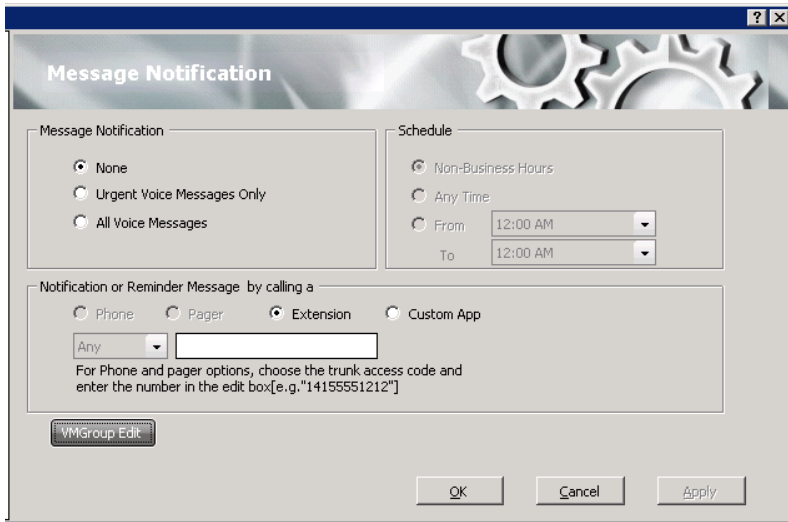 Message Notification
Message Notification
None
Urgent Voice Messages Only
All Voice Messages
Schedule
Non-Business Hours
Any Time
From 12:00 AM
To 12:00 AM
Notification or Reminder Message by calling a
Phone Pager Extension Custom App
Any
For Phone and pager options, choose the trunk access code and
enter the number in the edit box[e.g."14155551212"]
VMGroup Edit
OK Cancel Apply